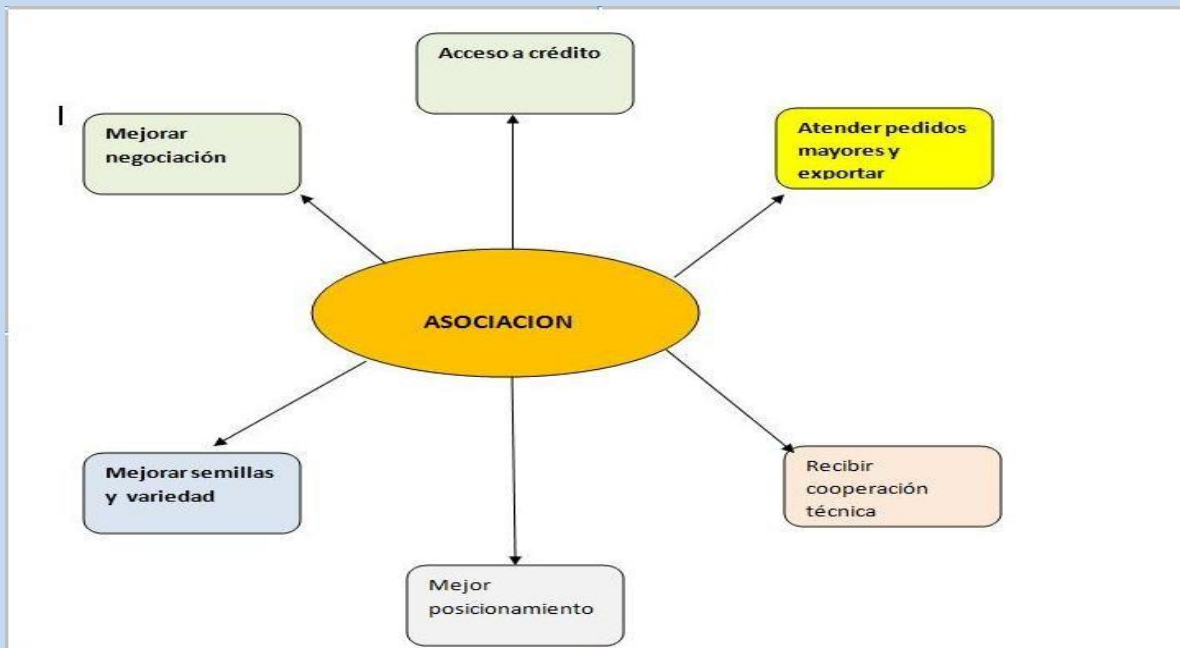 Acceso a crédito
Mejorar
negociación
Atender pedidos
mayores y
exportar
ASOCIACION
Mejorar semillas
y variedad
Recibir
cooperación
técnica
Mejor
posicionamiento